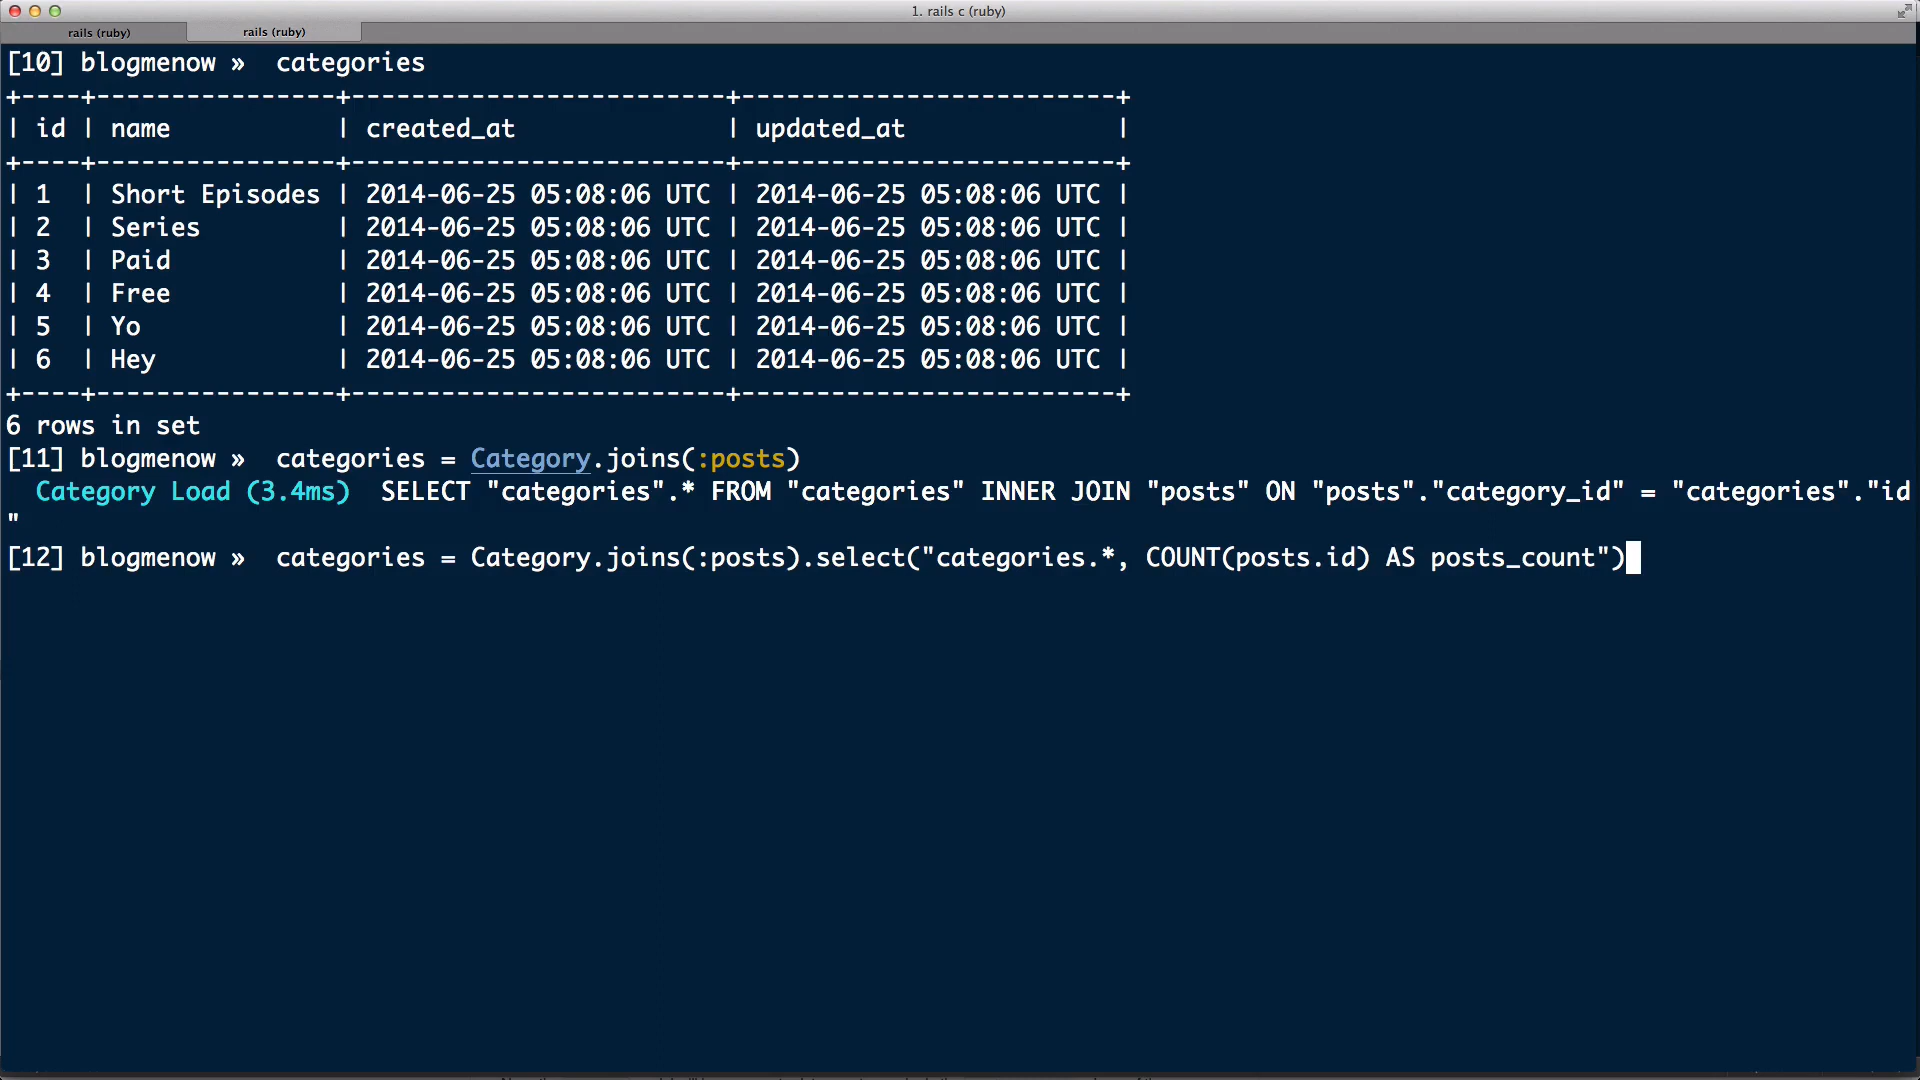 1. rails c (ruby)
rails (ruby)
rails (ruby)
[10] blogmenow »  categories
+----+----------------+-------------------------+-------------------------+
| id | name           | created_at              | updated_at              |
+----+----------------+-------------------------+-------------------------+
| 1  | Short Episodes | 2014-06-25 05:08:06 UTC | 2014-06-25 05:08:06 UTC |
| 2  | Series         | 2014-06-25 05:08:06 UTC | 2014-06-25 05:08:06 UTC |
| 3  | Paid           | 2014-06-25 05:08:06 UTC | 2014-06-25 05:08:06 UTC |
| 4  | Free           | 2014-06-25 05:08:06 UTC | 2014-06-25 05:08:06 UTC |
| 5  | Yo             | 2014-06-25 05:08:06 UTC | 2014-06-25 05:08:06 UTC |
| 6  | Hey            | 2014-06-25 05:08:06 UTC | 2014-06-25 05:08:06 UTC |
+----+----------------+-------------------------+-------------------------+
6 rows in set
[11] blogmenow »  categories = Category.joins(:posts)
  Category Load (3.4ms)  SELECT "categories".* FROM "categories" INNER JOIN "posts" ON "posts"."category_id" = "categories"."id
"
[12] blogmenow »  categories = Category.joins(:posts).select("categories.*, COUNT(posts.id) AS posts_count")